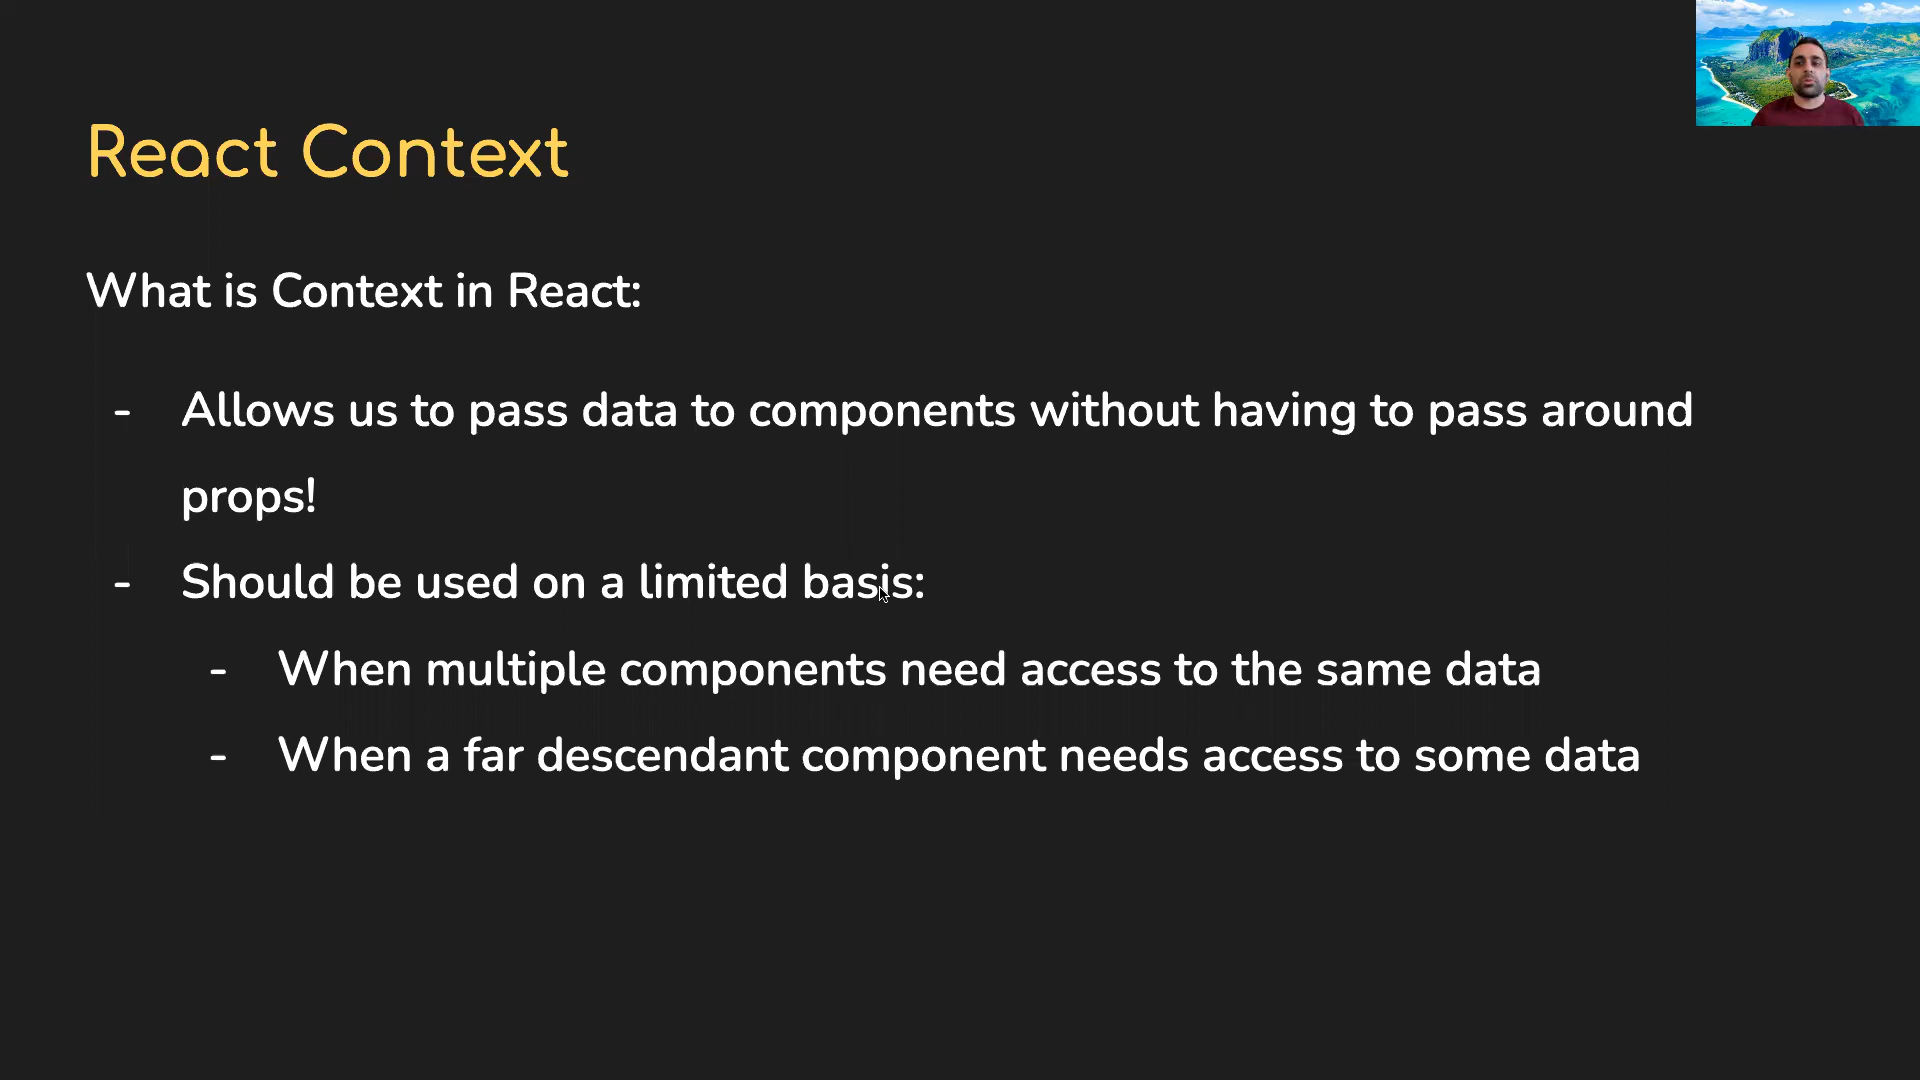 React Context
What is Context in React:
- Allows us to pass data to components without having to pass around
props!
- Should be used on a limited basis:
- When multiple components need access to the same data
- When a far descendant component needs access to some data